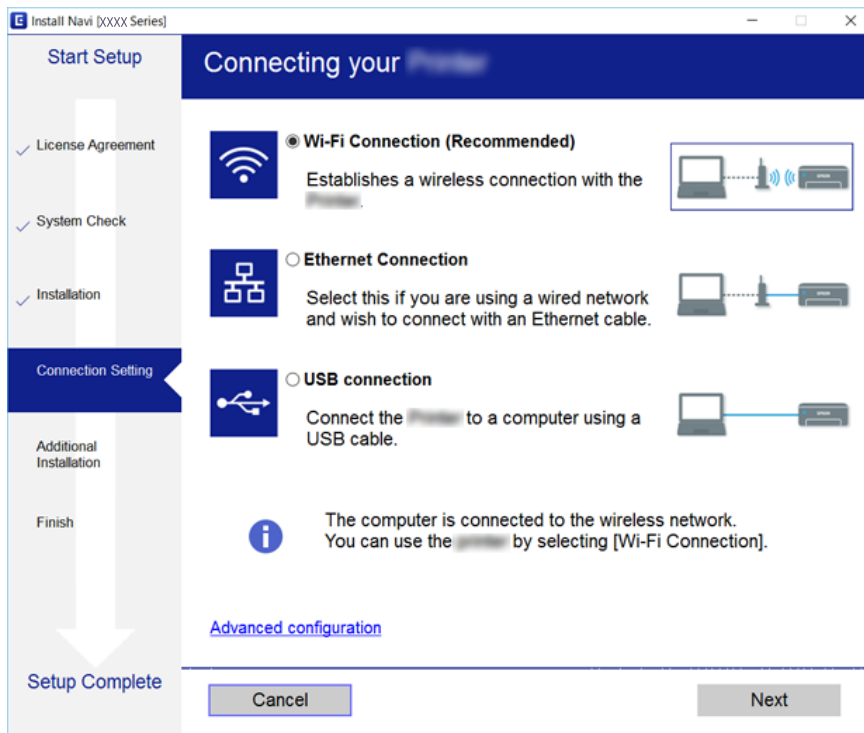 Install Navi [XXXX Series]
Start Setup
License Agreement
System Check
Installation
Connection Setting
Additional
Installation
Finish
Setup Complete
Connecting your
Wi-Fi Connection (Recommended)
Establishes a wireless connection with the
.
Ethernet Connection
Select this if you are using a wired network
and wish to connect with an Ethernet cable.
USB connection
Connect the to a computer using a
USB cable.
The computer is connected to the wireless network.
You can use the by selecting [Wi-Fi Connection].
Advanced configuration
Cancel
Next